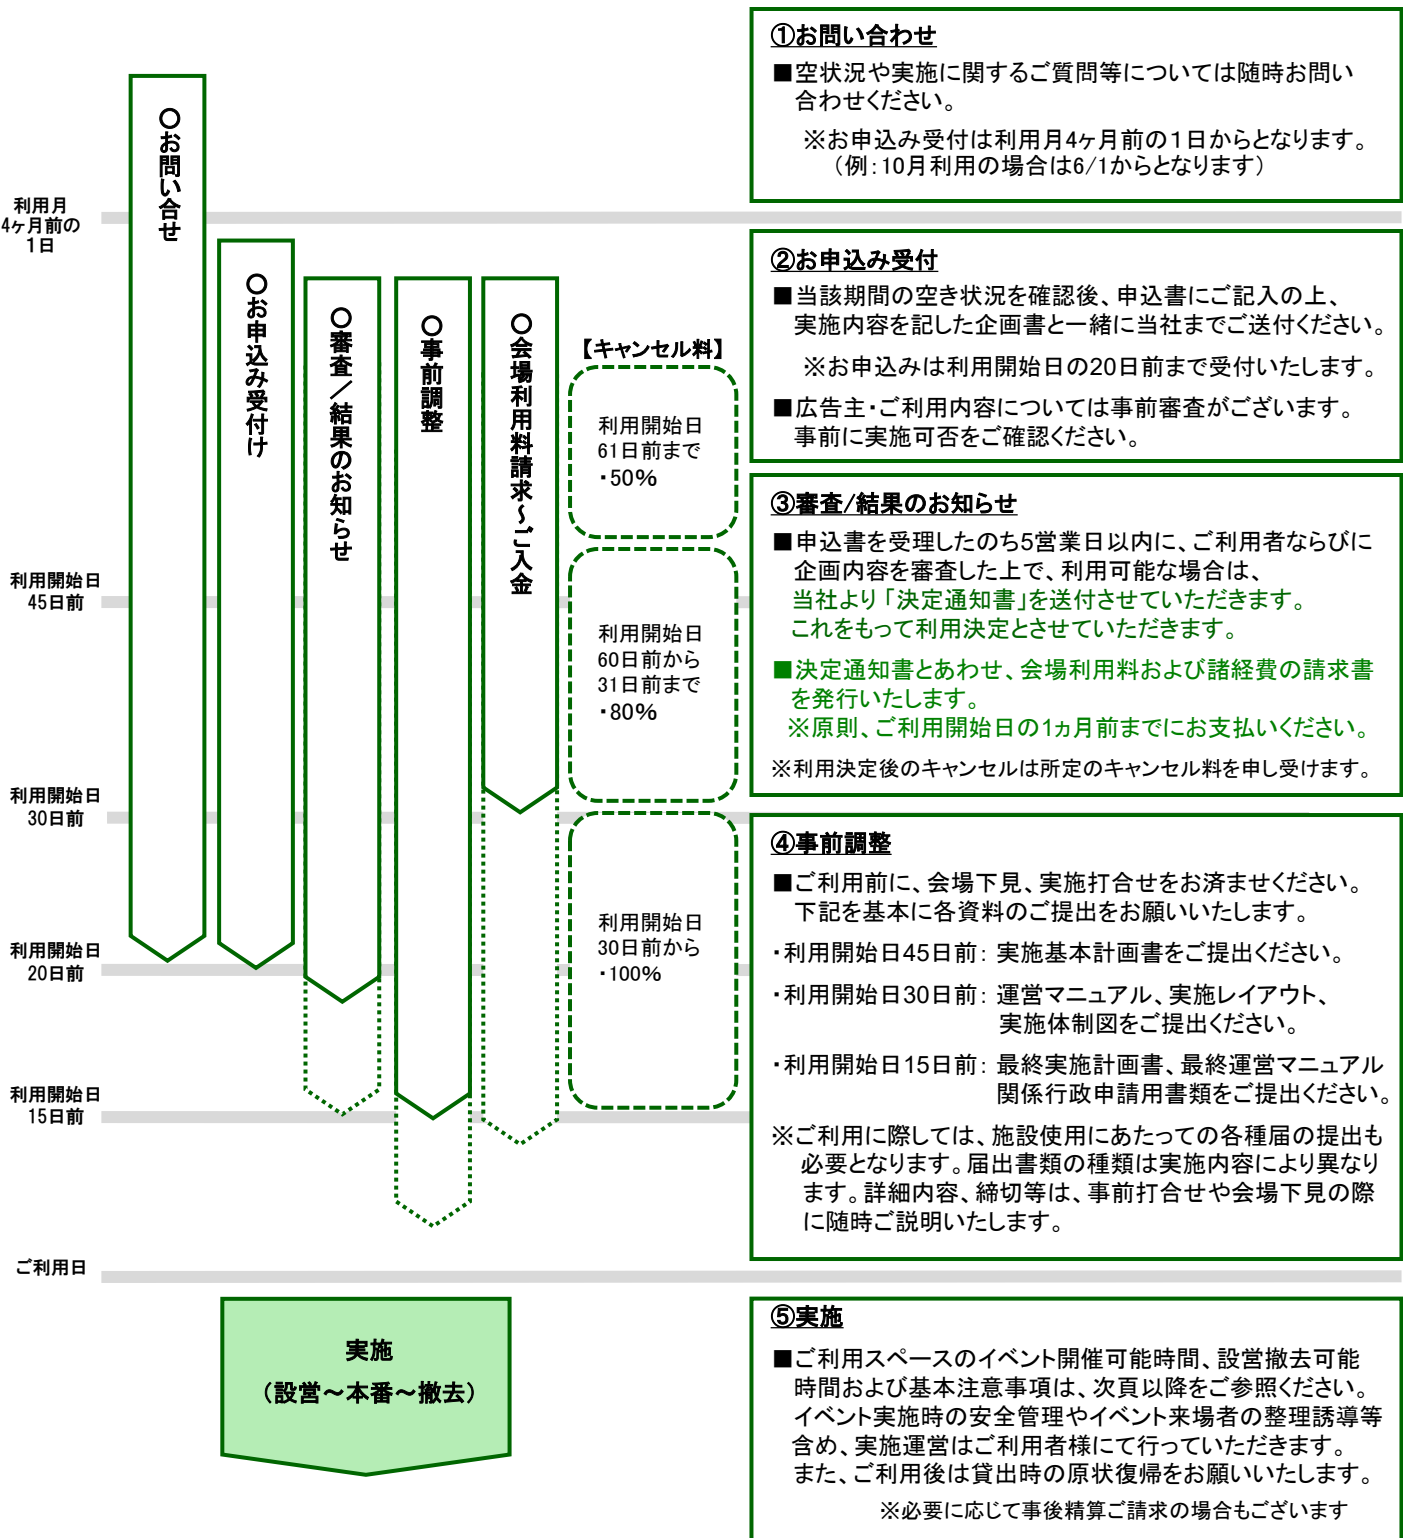 〇お問い合せ
〇お申込み受付け
〇審査／結果のお知らせ
〇事前調整
〇会場利用料請求～ご入金
利用月
4ヶ月前の
1日
利用開始日
45日前
利用開始日
30日前
利用開始日
20日前
利用開始日
15日前
ご利用日
【キャンセル料】
利用開始日
61日前まで
・50%
利用開始日
60日前から
31日前まで
・80%
利用開始日
30日前から
・100%
実施
（設営～本番～撤去）
①お問い合わせ
■空状況や実施に関するご質問等については随時お問い
合わせください。
※お申込み受付は利用月4ヶ月前の１日からとなります。
（例：10月利用の場合は6/1からとなります）
②お申込み受付
■当該期間の空き状況を確認後、申込書にご記入の上、
実施内容を記した企画書と一緒に当社までご送付ください。
※お申込みは利用開始日の20日前まで受付いたします。
■広告主・ご利用内容については事前審査がございます。
事前に実施可否をご確認ください。
③審査/結果のお知らせ
■申込書を受理したのち5営業日以内に、ご利用者ならびに
企画内容を審査した上で、利用可能な場合は、
当社より「決定通知書」を送付させていただきます。
これをもって利用決定とさせていただきます。
■決定通知書とあわせ、会場利用料および諸経費の請求書
を発行いたします。
※原則、ご利用開始日の1ヵ月前までにお支払いください。
※利用決定後のキャンセルは所定のキャンセル料を申し受けます。
④事前調整
■ご利用前に、会場下見、実施打合せをお済ませください。
下記を基本に各資料のご提出をお願いいたします。
・利用開始日45日前： 実施基本計画書をご提出ください。
・利用開始日30日前： 運営マニュアル、実施レイアウト、
実施体制図をご提出ください。
・利用開始日15日前： 最終実施計画書、最終運営マニュアル
関係行政申請用書類をご提出ください。
※ご利用に際しては、施設使用にあたっての各種届の提出も
必要となります。届出書類の種類は実施内容により異なり
ます。詳細内容、締切等は、事前打合せや会場下見の際
に随時ご説明いたします。
⑤実施
■ご利用スペースのイベント開催可能時間、設営撤去可能
時間および基本注意事項は、次頁以降をご参照ください。
イベント実施時の安全管理やイベント来場者の整理誘導等
含め、実施運営はご利用者様にて行っていただきます。
また、ご利用後は貸出時の原状復帰をお願いいたします。
※必要に応じて事後精算ご請求の場合もございます